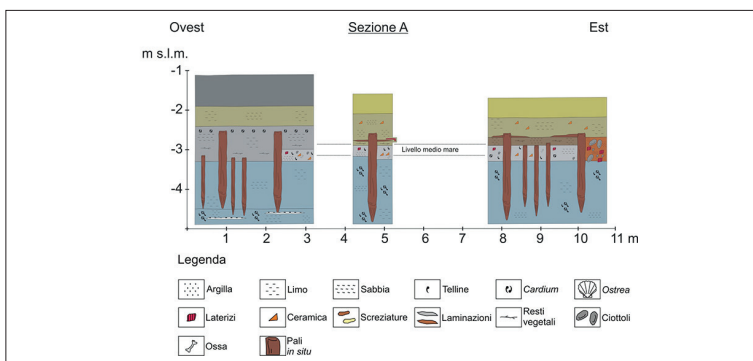 Ovest Sezione A Est
m s.l.m.
-1
-2
-3
Livello medio mare
-4
-5
1 2 3 4 5 6 7 8 9 10 11 m
Legenda
Argilla Limo Sabbia Telline Cardium Ostrea
Laterizi Ceramica Screziature Laminazioni Resti vegetali Ciottoli
Ossa Pali in situ